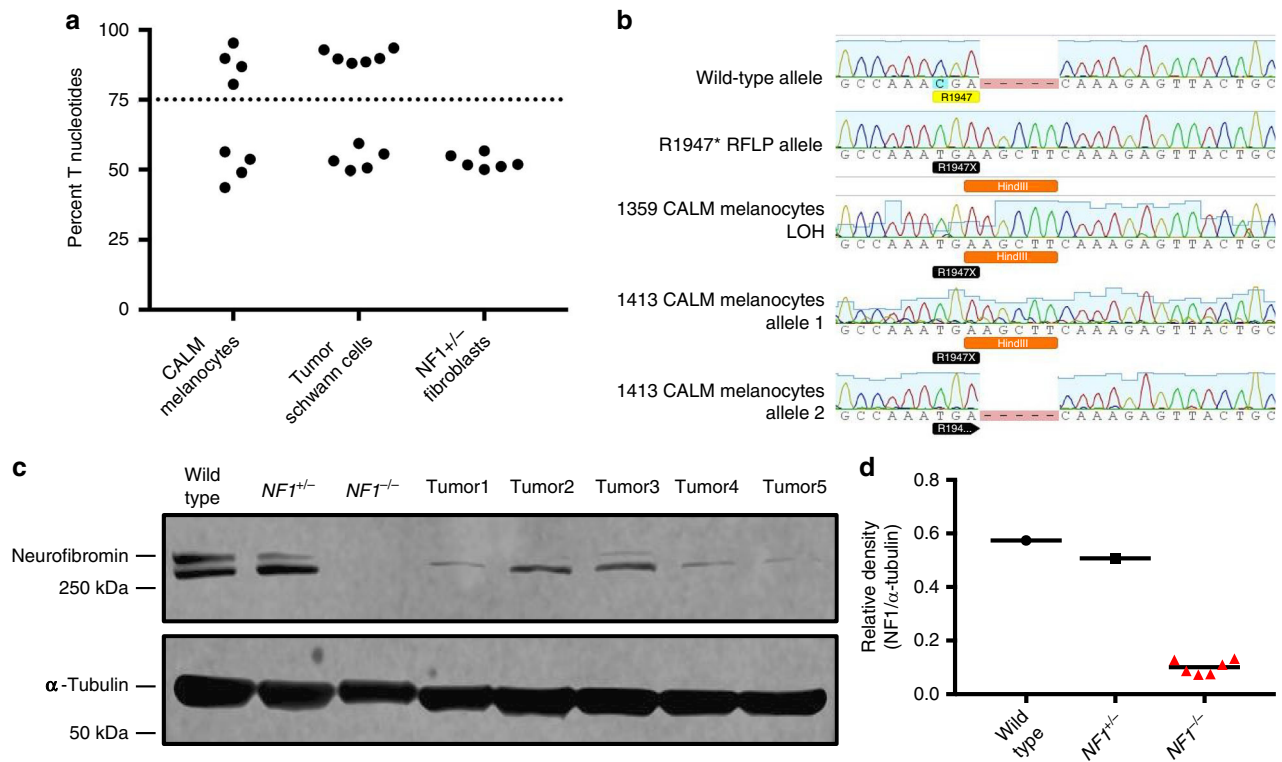 a
100
75
50
25
0
Percent T nucleotides
CALM
melanocytes
Tumor
schwann cells
NF1+/–
fibroblasts
b
Wild-type allele
G C C A A A C G A - - - - - C A A A G A G T T A C T G C
R1947
R1947* RFLP allele
G C C A A A T G A A G C T T C A A A G A G T T A C T G C
R1947X
HindIII
1359 CALM melanocytes
LOH
G C C A A A T G A A G C T T C A A A G A G T T A C T G C
HindIII
R1947X
1413 CALM melanocytes
allele 1
G C C A A A T G A A G C T T C A A A G A G T T A C T G C
HindIII
R1947X
1413 CALM melanocytes
allele 2
G C C A A A T G A - - - - - C A A A G A G T T A C T G C
R194...
c
Wild
type
NF1+/–
NF1–/–
Tumor1
Tumor2
Tumor3
Tumor4
Tumor5
Neurofibromin
250 kDa
α-Tubulin
50 kDa
d
0.8
0.6
0.4
0.2
0.0
Relative density
(NF1/α-tubulin)
Wild
type
NF1+/–
NF1–/–